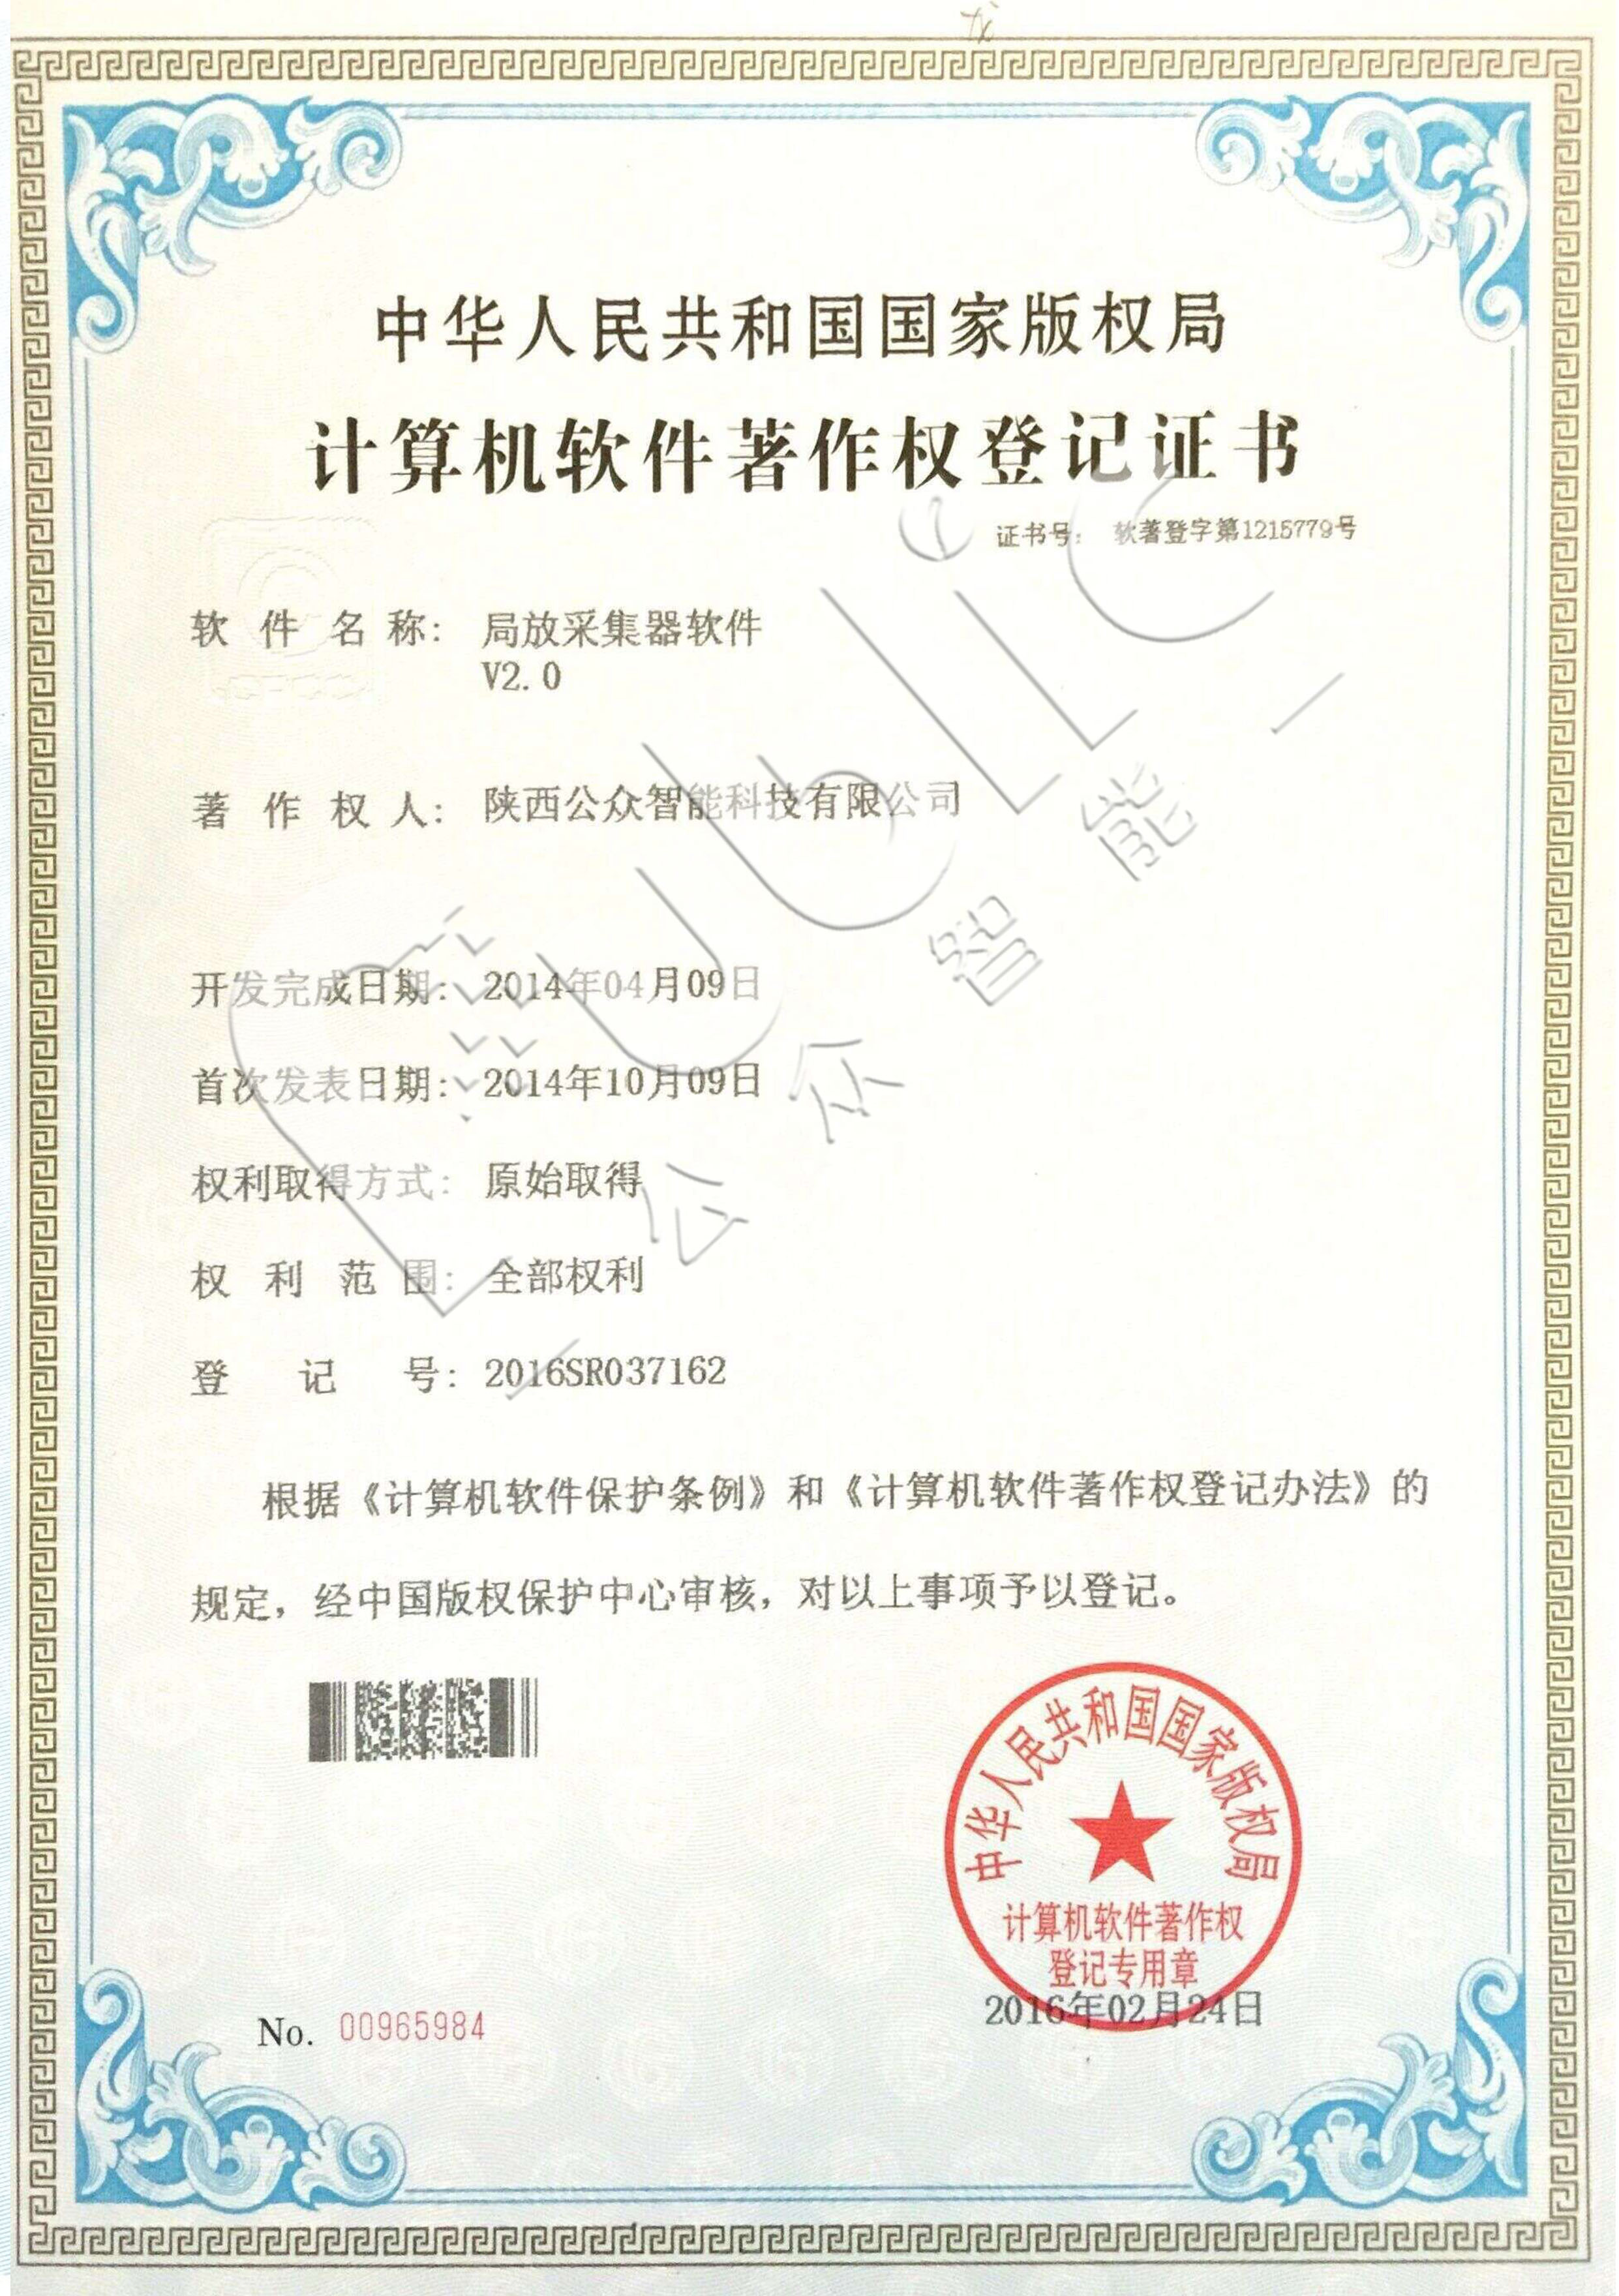 中华人民共和国国家版权局
计算机软件著作权登记证书
证书号： 软著登字第1215779号
软件名称： 局放采集器软件
V2.0
著作权人： 陕西公众智能科技有限公司
开发完成日期： 2014年04月09日
首次发表日期： 2014年10月09日
权利取得方式： 原始取得
权利范围： 全部权利
登记号： 2016SR037162
根据《计算机软件保护条例》和《计算机软件著作权登记办法》的
规定，经中国版权保护中心审核，对以上事项予以登记。
中华人民共和国国家版权局
计算机软件著作权
登记专用章
2016年02月24日
No. 00965984
Public
公众智能